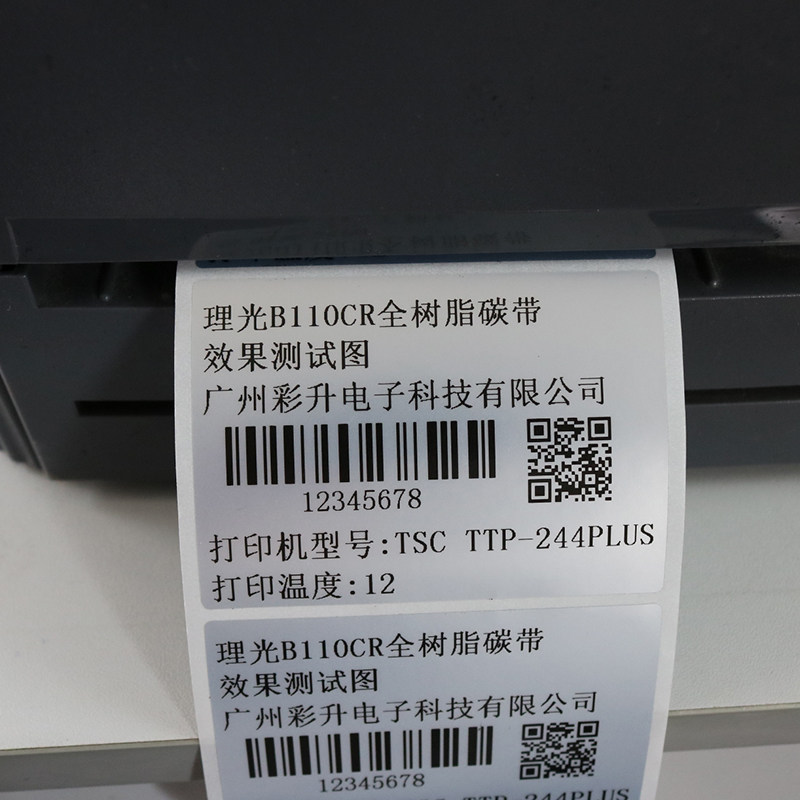 理光B110CR全树脂碳带
效果测试图
广州彩升电子科技有限公司
12345678
打印机型号:TSC TTP-244PLUS
打印温度:12
理光B110CR全树脂碳带
效果测试图
广州彩升电子科技有限公司
12345678
TTP-244PLUS